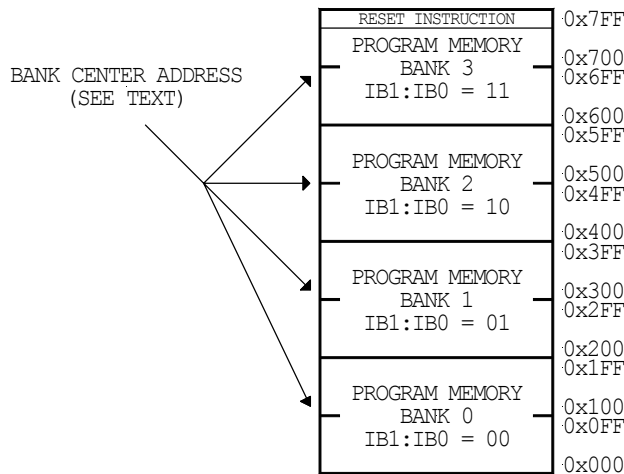 BANK CENTER ADDRESS
(SEE TEXT)
RESET INSTRUCTION
PROGRAM MEMORY
BANK 3
IB1:IB0 = 11
PROGRAM MEMORY
BANK 2
IB1:IB0 = 10
PROGRAM MEMORY
BANK 1
IB1:IB0 = 01
PROGRAM MEMORY
BANK 0
IB1:IB0 = 00
0x7FF
0x700
0x6FF
0x600
0x5FF
0x500
0x4FF
0x400
0x3FF
0x300
0x2FF
0x200
0x1FF
0x100
0x0FF
0x000